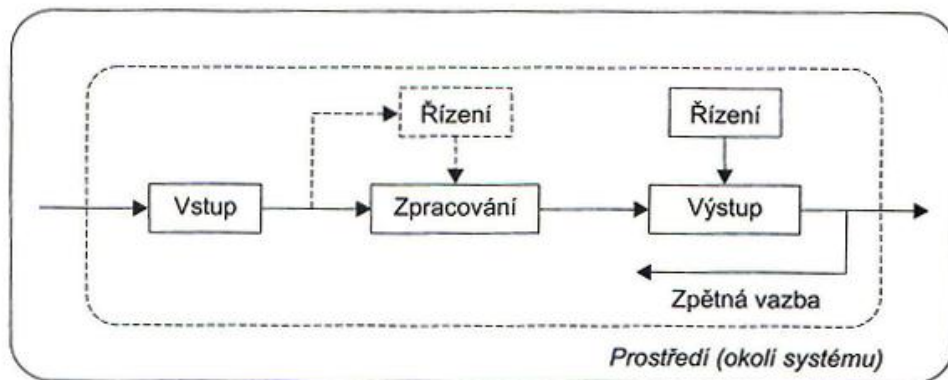 Řízení
Řízení
Vstup
Zpracování
Výstup
Zpětná vazba
Prostředí (okolí systému)